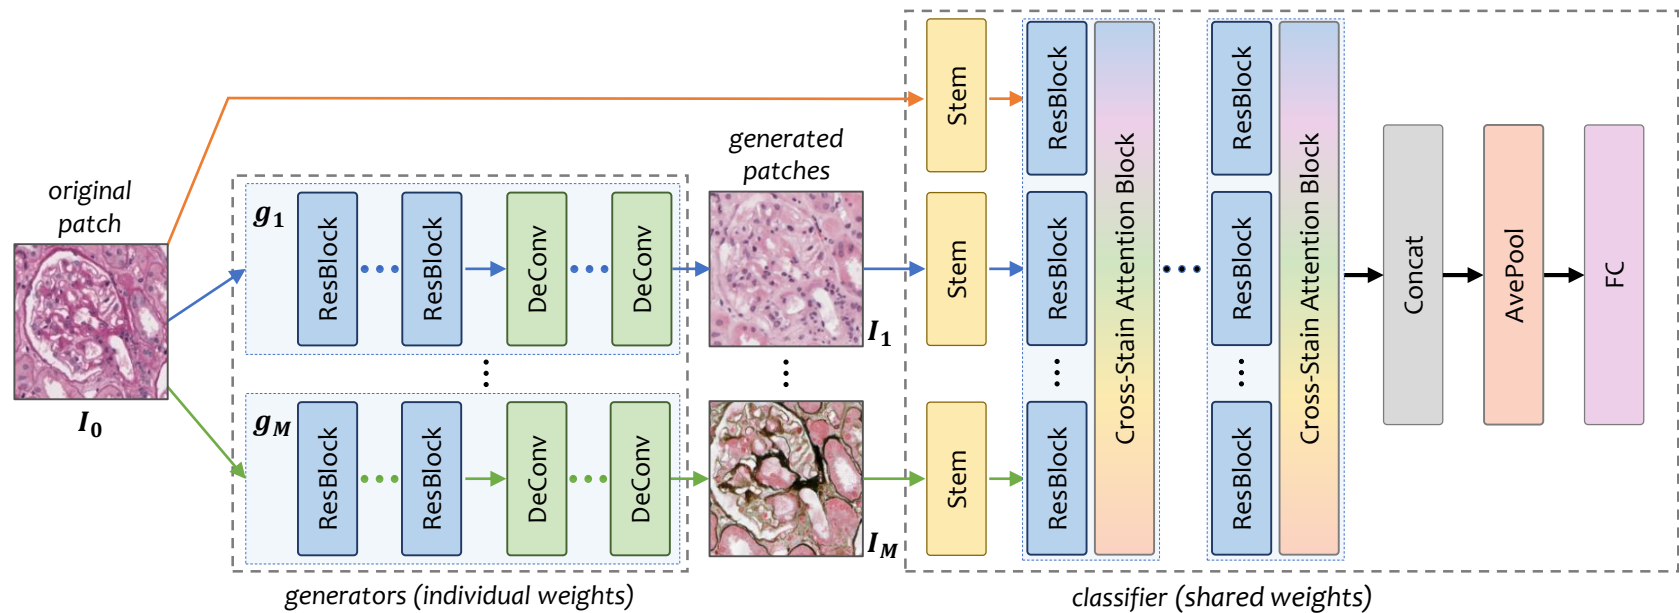 original
patch
I₀
g₁
ResBlock
ResBlock
DeConv
DeConv
g_M
ResBlock
ResBlock
DeConv
DeConv
generators (individual weights)
generated
patches
I₁
I_M
Stem
Stem
Stem
ResBlock
ResBlock
ResBlock
Cross-Stain Attention Block
ResBlock
ResBlock
ResBlock
Cross-Stain Attention Block
Concat
AvePool
FC
classifier (shared weights)